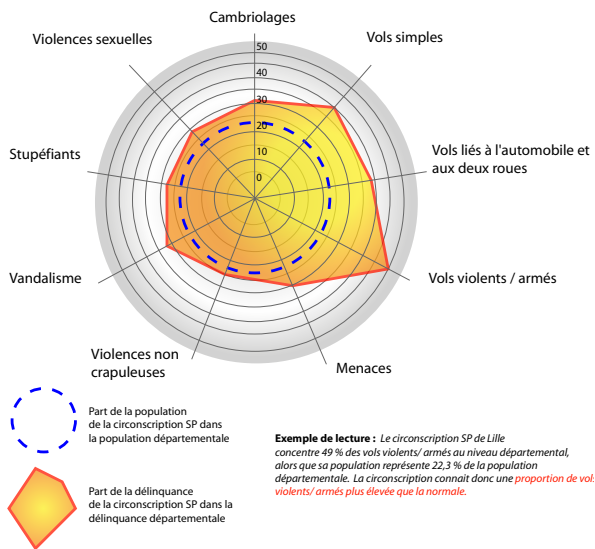 Cambriolages
Violences sexuelles
Vols simples
50
40
30
20
10
0
Stupéfiants
Vols liés à l'automobile et
aux deux roues
Vandalisme
Vols violents / armés
Violences non
crapuleuses
Menaces
Part de la population
de la circonscription SP dans
la population départementale
Exemple de lecture : Le circonscription SP de Lille
concentre 49 % des vols violents/ armés au niveau départemental,
alors que sa population représente 22,3 % de la population
départementale. La circonscription connait donc une proportion de vols
violents/ armés plus élevée que la normale.
Part de la délinquance
de la circonscription SP dans la
délinquance départementale